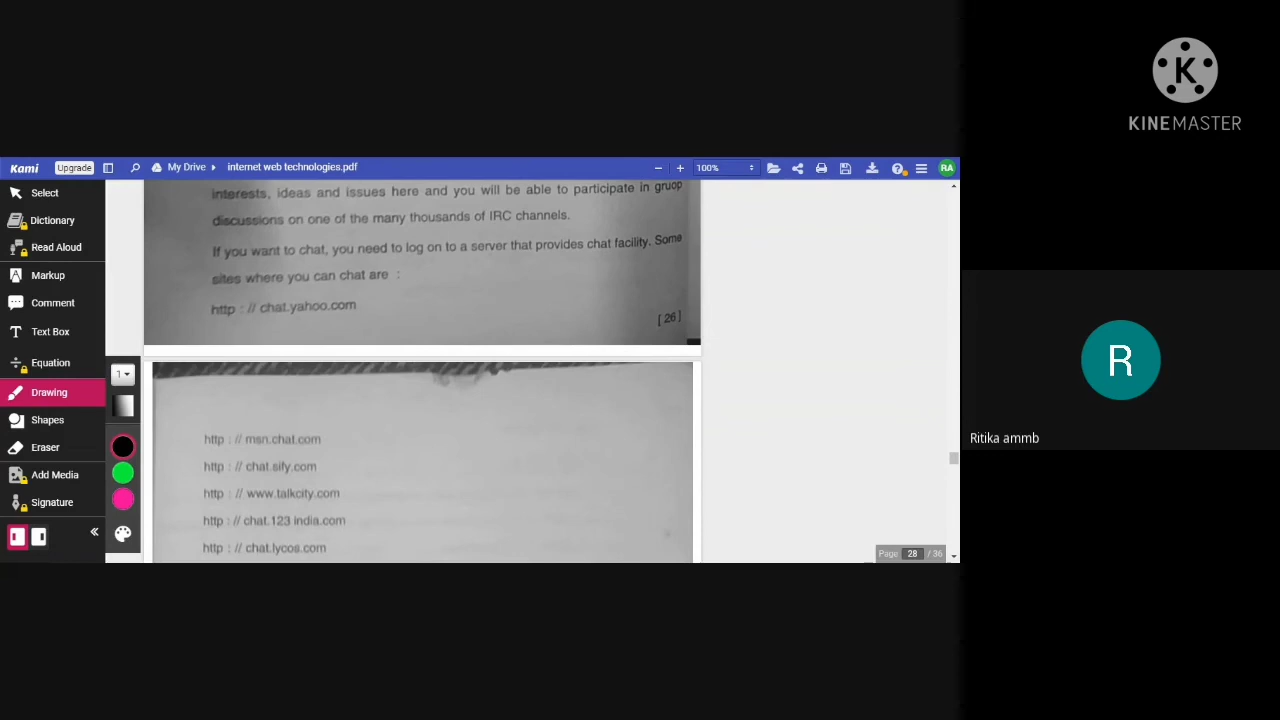 KINEMASTER
Kami
Upgrade
My Drive
internet web technologies.pdf
100%
RA
Select
Dictionary
Read Aloud
Markup
Comment
Text Box
Equation
Drawing
Shapes
Eraser
Add Media
Signature
1
interests, ideas and issues here and you will be able to participate in gruop
discussions on one of the many thousands of IRC channels.
If you want to chat, you need to log on to a server that provides chat facility. Some
sites where you can chat are :
http : // chat.yahoo.com
[26]
http : // msn.chat.com
http : // chat.sify.com
http : // www.talkcity.com
http : // chat.123 india.com
http : // chat.lycos.com
Page 28 / 36
R
Ritika ammb